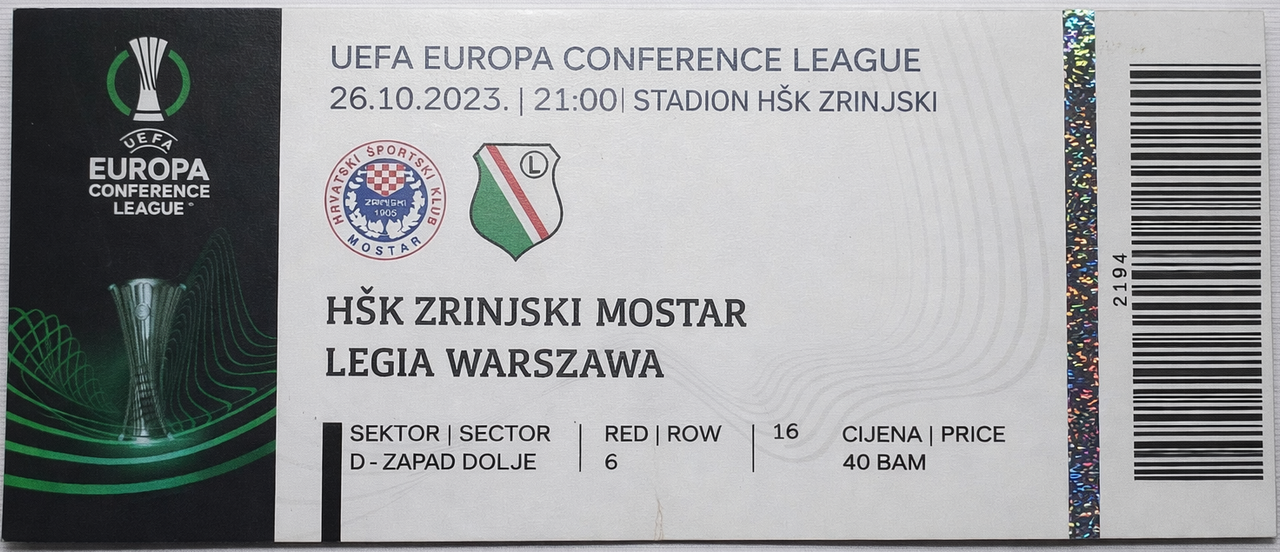 UEFA
EUROPA
CONFERENCE
LEAGUE
UEFA EUROPA CONFERENCE LEAGUE
26.10.2023. | 21:00| STADION HŠK ZRINJSKI
HRVATSKI ŠPORTSKI KLUB
ZRINJSKI
1905
MOSTAR
L
HŠK ZRINJSKI MOSTAR
LEGIA WARSZAWA
SEKTOR | SECTOR
D - ZAPAD DOLJE
RED | ROW
6
16
CIJENA | PRICE
40 BAM
2194